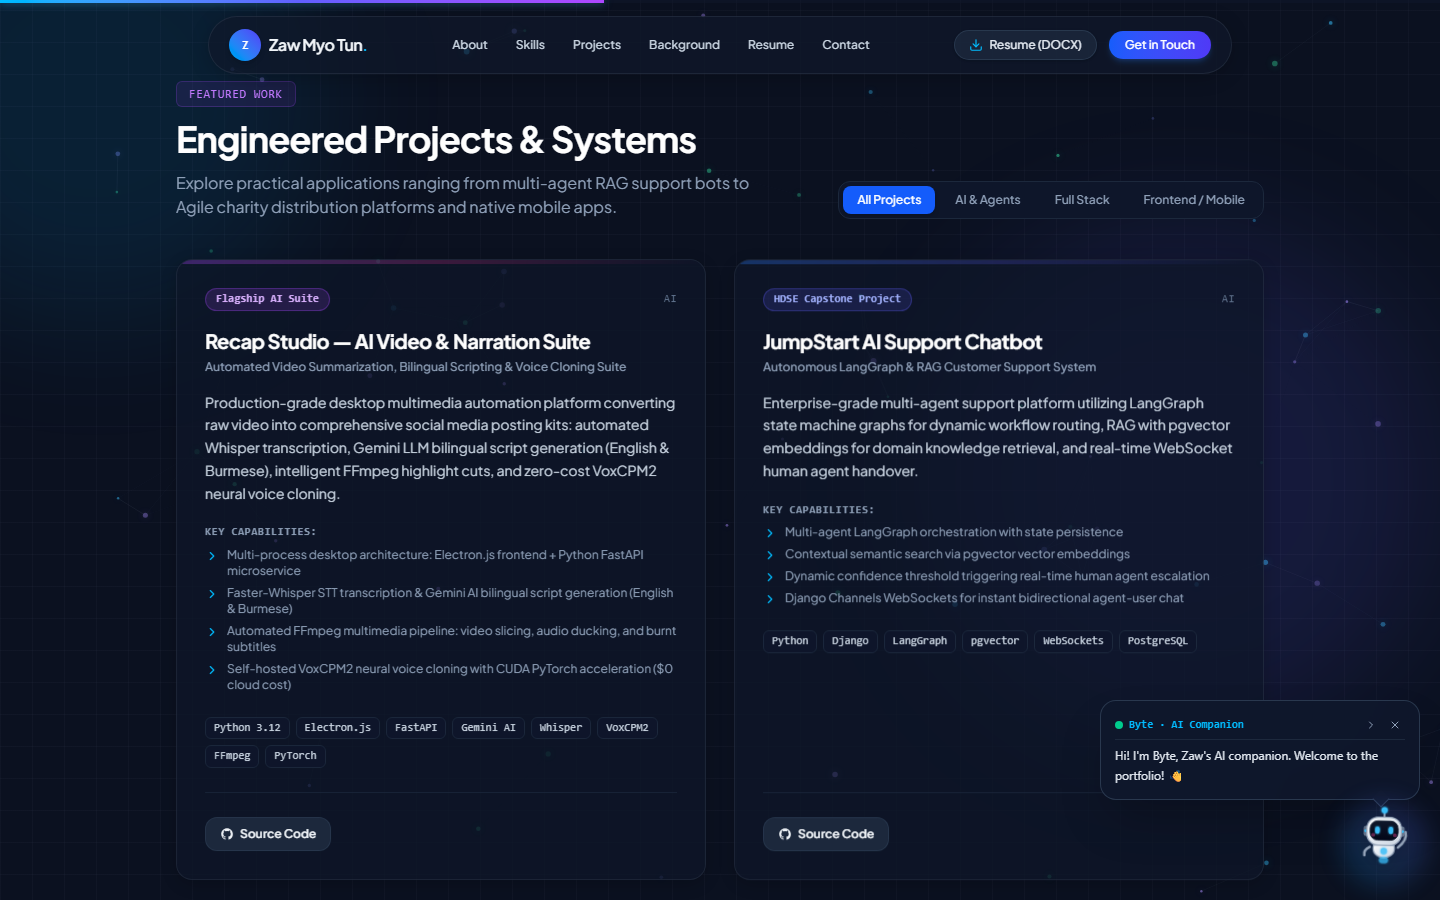 Z Zaw Myo Tun. About Skills Projects Background Resume Contact Resume (DOCX) Get in Touch
FEATURED WORK
Engineered Projects & Systems
Explore practical applications ranging from multi-agent RAG support bots to
Agile charity distribution platforms and native mobile apps.
All Projects AI & Agents Full Stack Frontend / Mobile
Flagship AI Suite AI
Recap Studio — AI Video & Narration Suite
Automated Video Summarization, Bilingual Scripting & Voice Cloning Suite
Production-grade desktop multimedia automation platform converting
raw video into comprehensive social media posting kits: automated
Whisper transcription, Gemini LLM bilingual script generation (English &
Burmese), intelligent FFmpeg highlight cuts, and zero-cost VoxCPM2
neural voice cloning.
KEY CAPABILITIES:
Multi-process desktop architecture: Electron.js frontend + Python FastAPI
microservice
Faster-Whisper STT transcription & Gemini AI bilingual script generation (English
& Burmese)
Automated FFmpeg multimedia pipeline: video slicing, audio ducking, and burnt
subtitles
Self-hosted VoxCPM2 neural voice cloning with CUDA PyTorch acceleration ($0
cloud cost)
Python 3.12 Electron.js FastAPI Gemini AI Whisper VoxCPM2
FFmpeg PyTorch
Source Code
HDSE Capstone Project AI
JumpStart AI Support Chatbot
Autonomous LangGraph & RAG Customer Support System
Enterprise-grade multi-agent support platform utilizing LangGraph
state machine graphs for dynamic workflow routing, RAG with pgvector
embeddings for domain knowledge retrieval, and real-time WebSocket
human agent handover.
KEY CAPABILITIES:
Multi-agent LangGraph orchestration with state persistence
Contextual semantic search via pgvector vector embeddings
Dynamic confidence threshold triggering real-time human agent escalation
Django Channels WebSockets for instant bidirectional agent-user chat
Python Django LangGraph pgvector WebSockets PostgreSQL
Source Code
Byte · AI Companion
Hi! I'm Byte, Zaw's AI companion. Welcome to the
portfolio! 👋